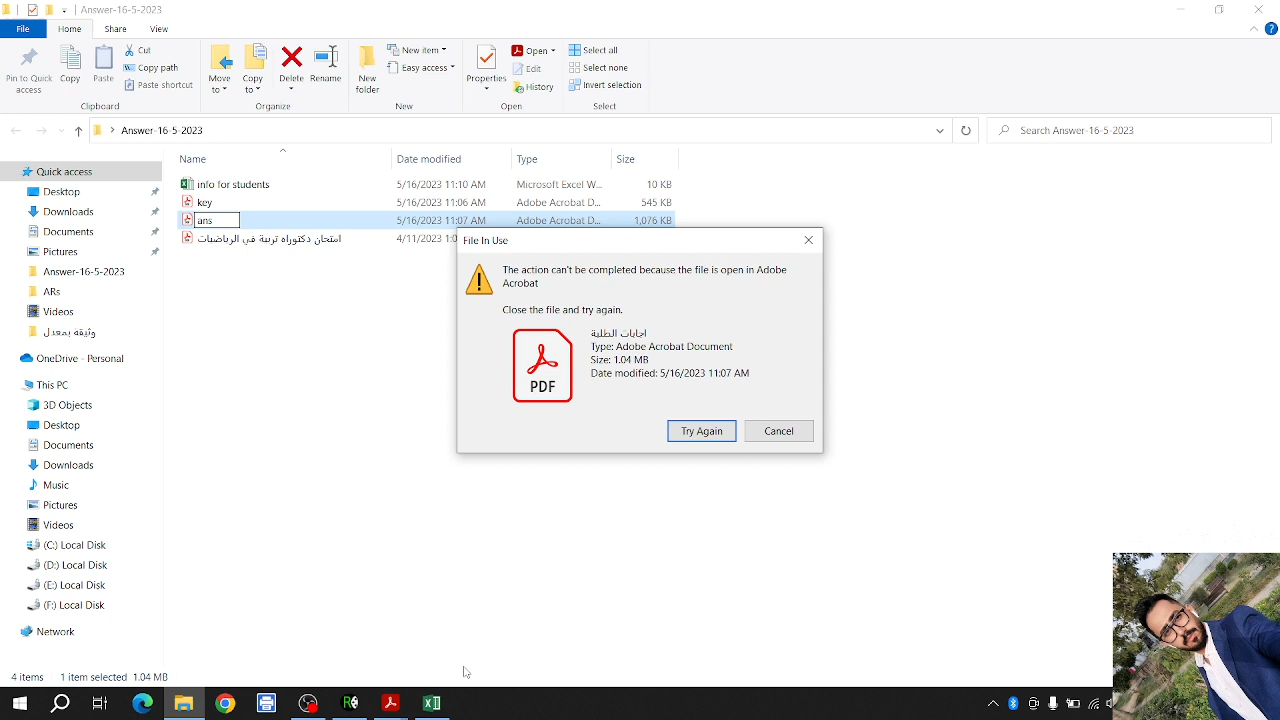 Answer-16-5-2023
File
Home
Share
View
Pin to Quick access
Copy
Paste
Cut
Copy path
Paste shortcut
Clipboard
Move to
Copy to
Delete
Rename
Organize
New folder
New item
Easy access
New
Properties
Open
Edit
History
Open
Select all
Select none
Invert selection
Select
Answer-16-5-2023
Search Answer-16-5-2023
Name
Date modified
Type
Size
info for students 5/16/2023 11:10 AM Microsoft Excel W... 10 KB
key 5/16/2023 11:06 AM Adobe Acrobat D... 545 KB
ans 5/16/2023 11:07 AM Adobe Acrobat D... 1,076 KB
امتحان دكتوراه تربية في الرياضيات 4/11/2023 1:0
Quick access
Desktop
Downloads
Documents
Pictures
Answer-16-5-2023
ARs
Videos
وثيقة بمعدل
OneDrive - Personal
This PC
3D Objects
Desktop
Documents
Downloads
Music
Pictures
Videos
(C:) Local Disk
(D:) Local Disk
(E:) Local Disk
(F:) Local Disk
Network
File In Use
The action can't be completed because the file is open in Adobe
Acrobat
Close the file and try again.
PDF
اجابات الطلبة
Type: Adobe Acrobat Document
Size: 1.04 MB
Date modified: 5/16/2023 11:07 AM
Try Again
Cancel
4 items
1 item selected 1.04 MB